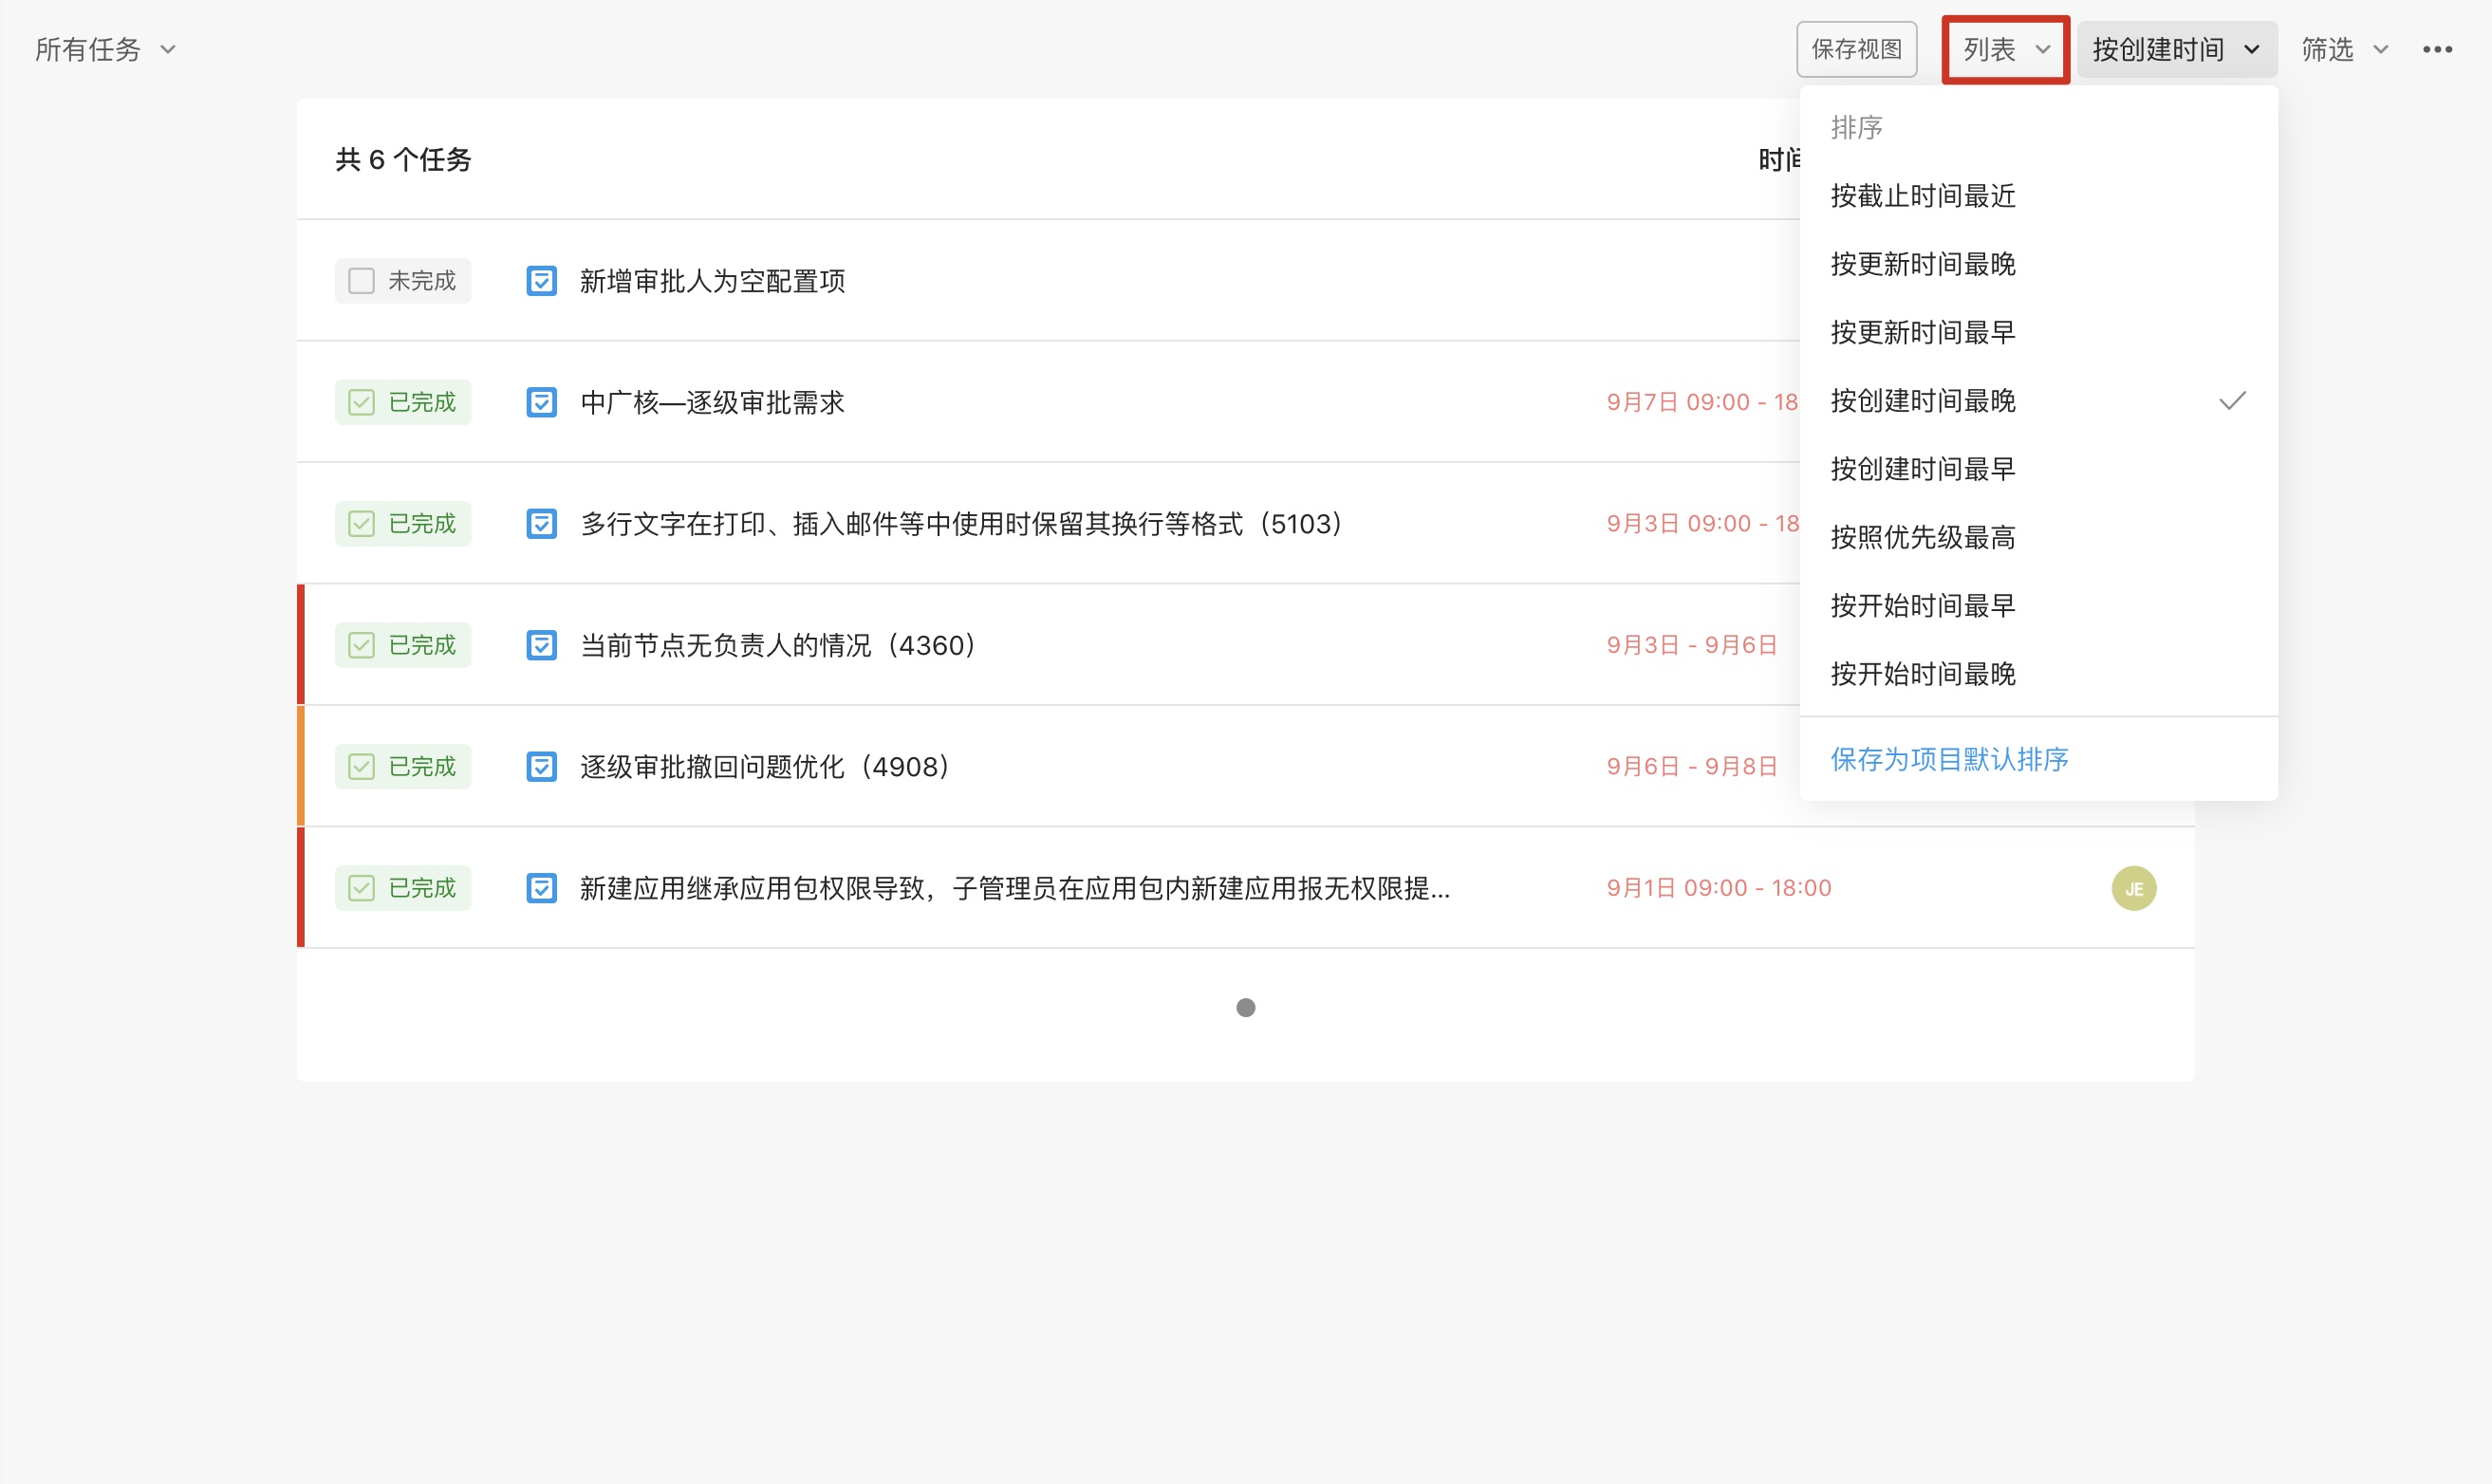 所有任务
保存视图
列表
按创建时间
筛选
共 6 个任务
时间
排序
按截止时间最近
按更新时间最晚
按更新时间最早
按创建时间最晚
按创建时间最早
按照优先级最高
按开始时间最早
按开始时间最晚
保存为项目默认排序
未完成
新增审批人为空配置项
已完成
中广核—逐级审批需求
9月7日 09:00 - 18
已完成
多行文字在打印、插入邮件等中使用时保留其换行等格式（5103）
9月3日 09:00 - 18
已完成
当前节点无负责人的情况（4360）
9月3日 - 9月6日
已完成
逐级审批撤回问题优化（4908）
9月6日 - 9月8日
已完成
新建应用继承应用包权限导致，子管理员在应用包内新建应用报无权限提...
9月1日 09:00 - 18:00
JE